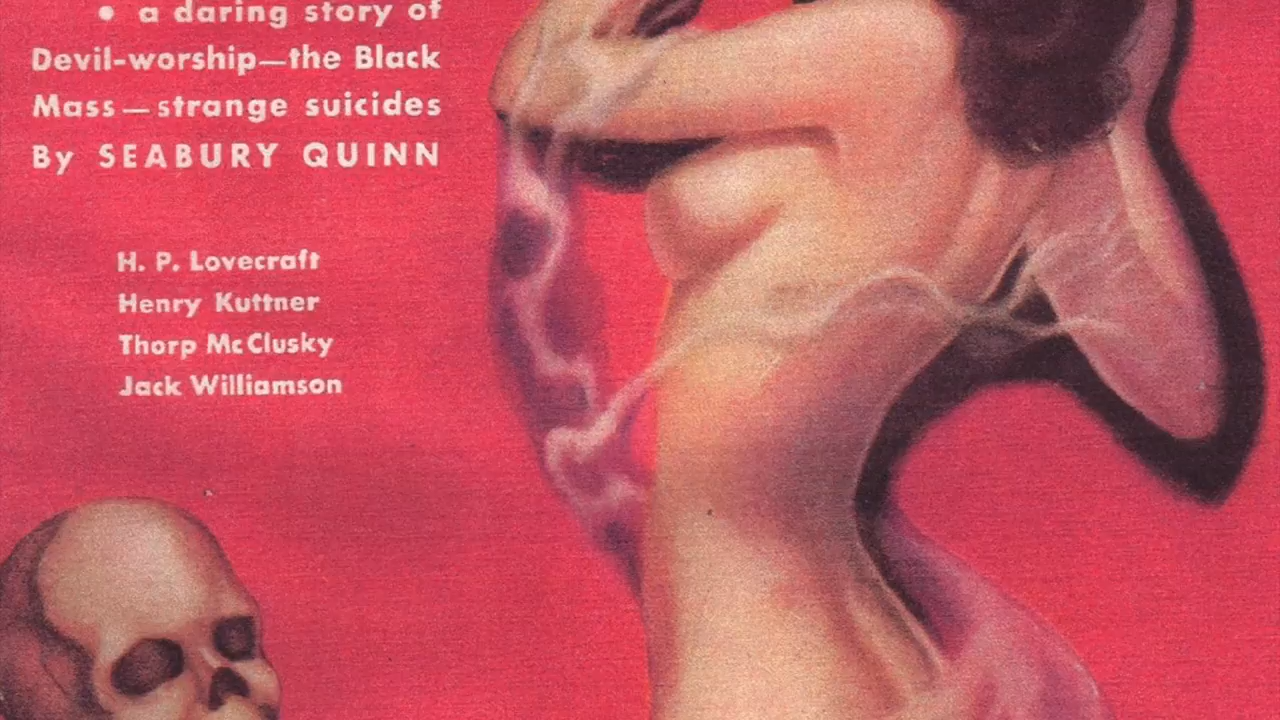 • a daring story of
Devil-worship—the Black
Mass—strange suicides
By SEABURY QUINN
H. P. Lovecraft
Henry Kuttner
Thorp McClusky
Jack Williamson